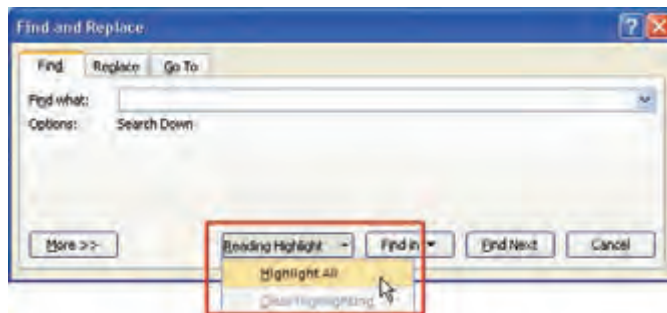 Find and Replace
Find Replace Go To
Find what:
Options: Search Down
More >> Reading Highlight Find in Find Next Cancel
Highlight All
Clear Highlighting